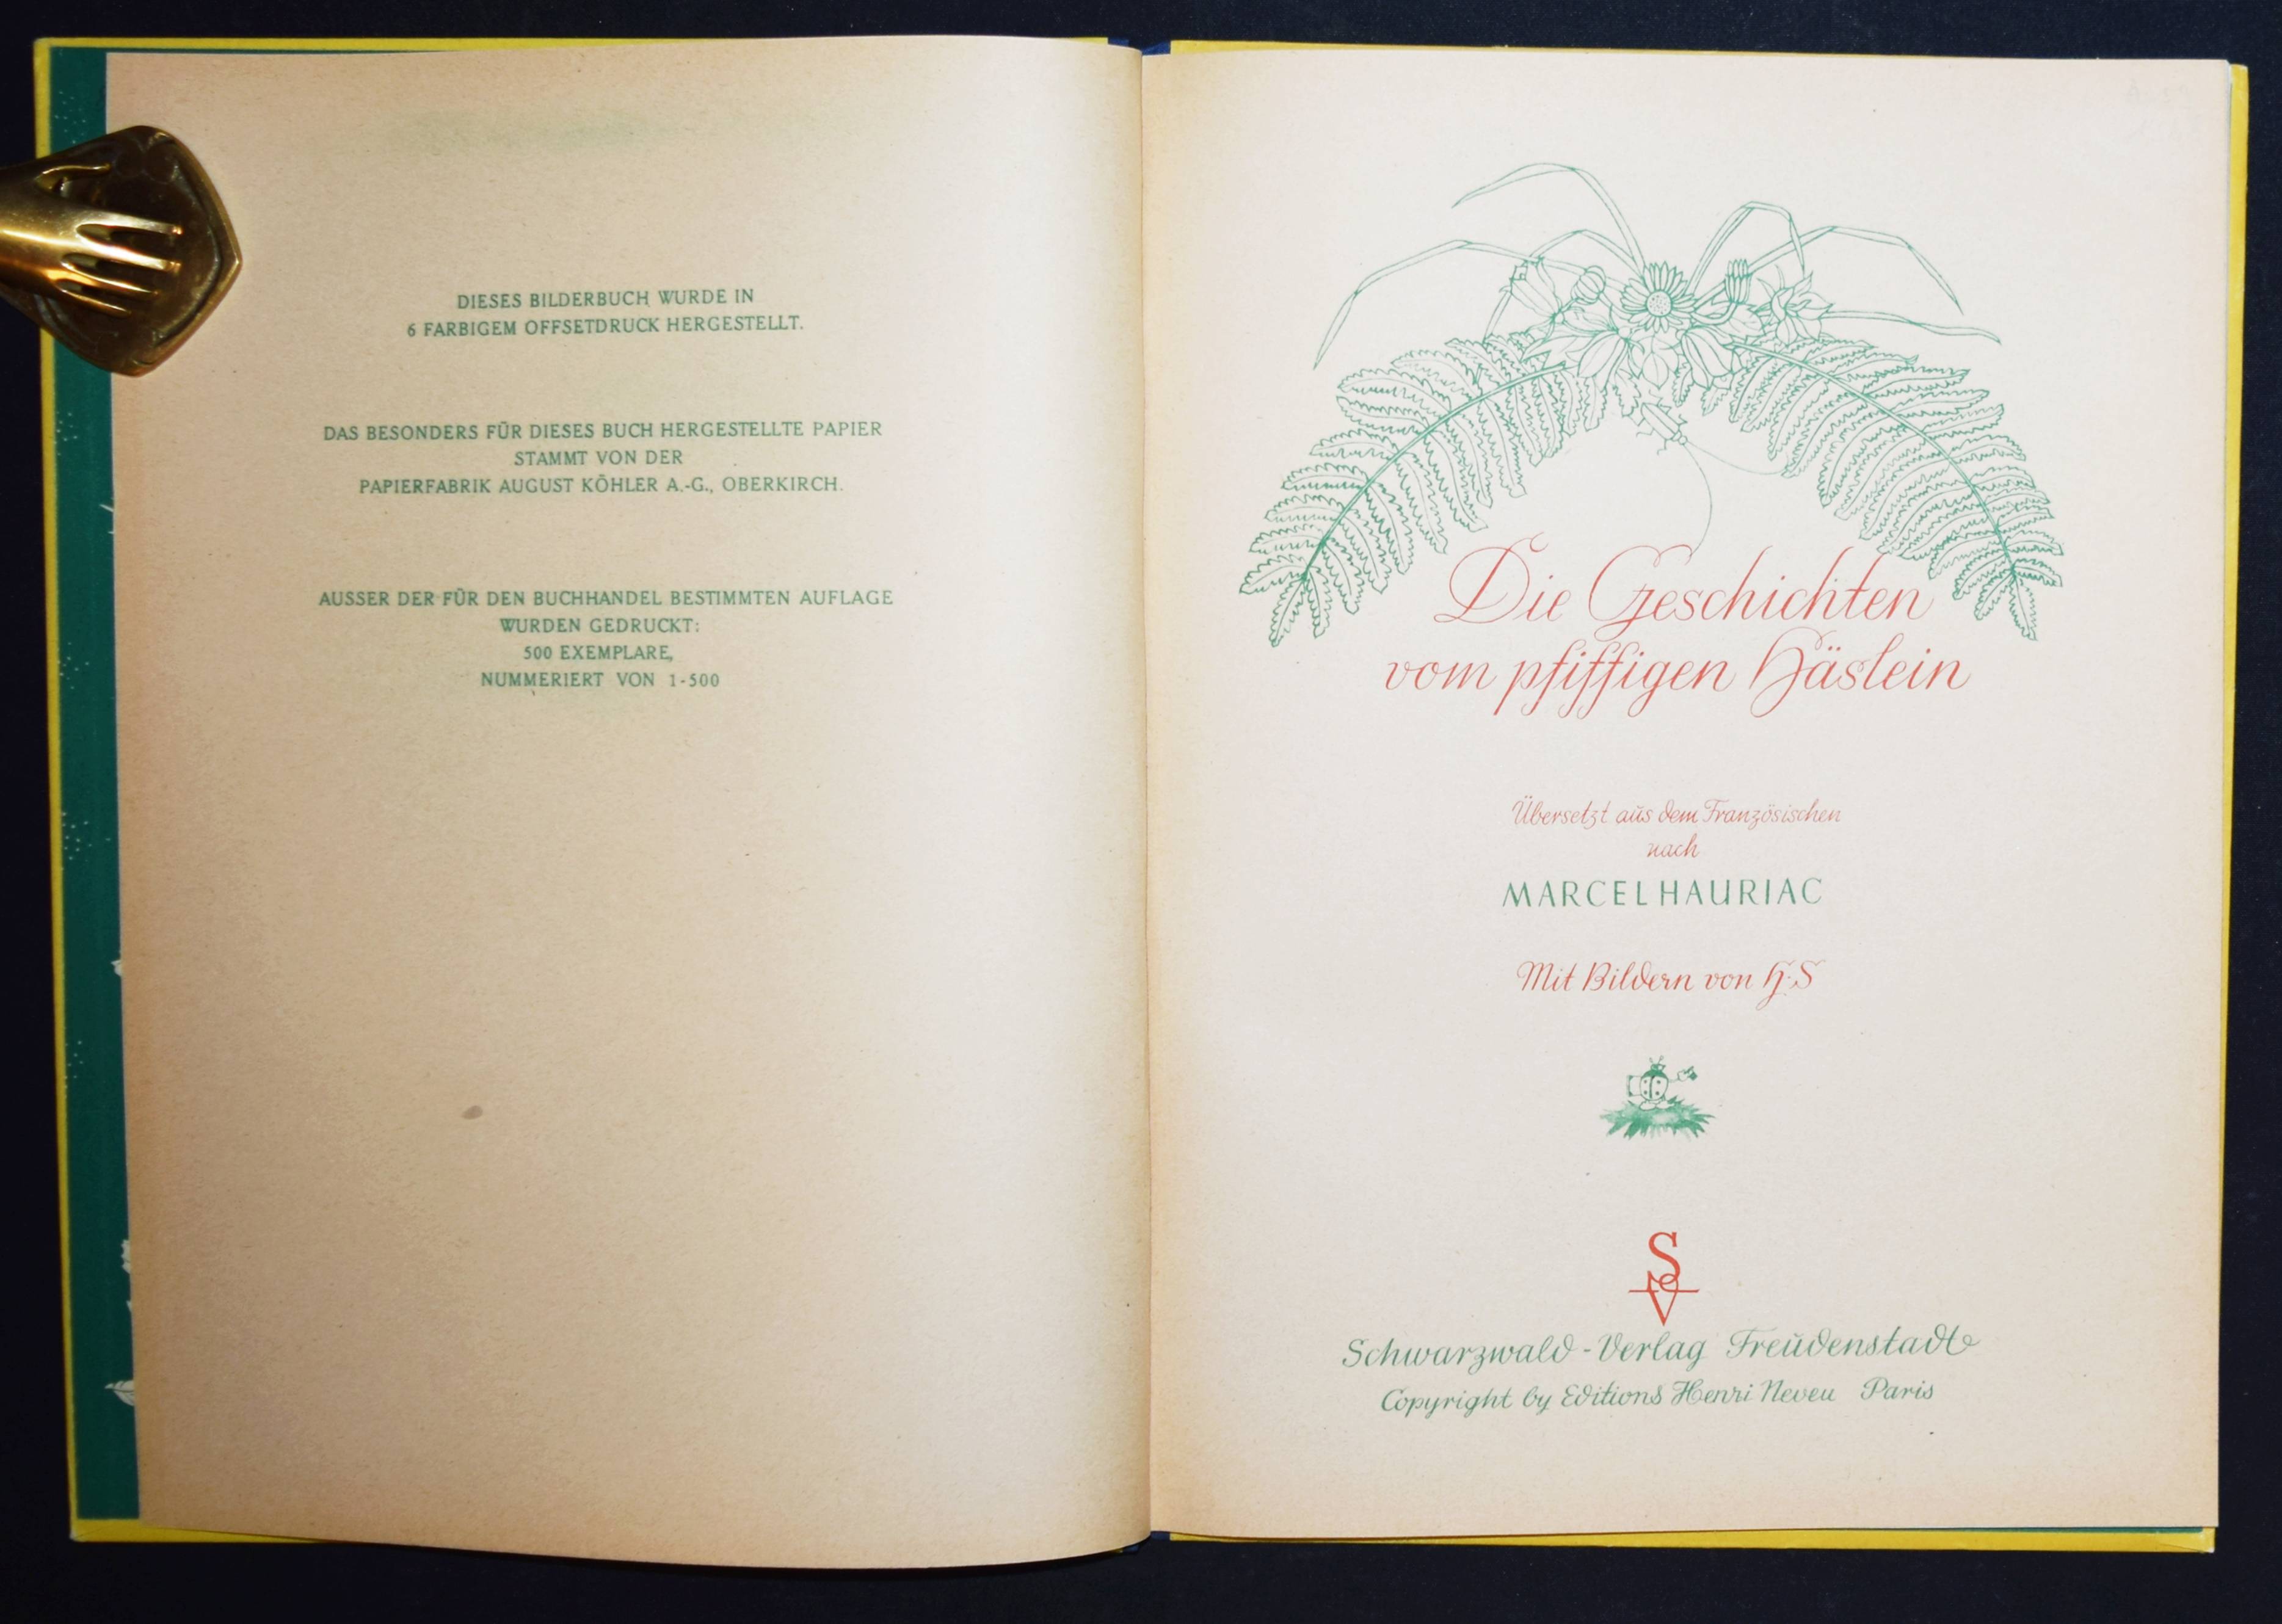 DIESES BILDERBUCH WURDE IN
6 FARBIGEM OFFSETDRUCK HERGESTELLT.
DAS BESONDERS FÜR DIESES BUCH HERGESTELLTE PAPIER
STAMMT VON DER
PAPIERFABRIK AUGUST KÖHLER A.-G., OBERKIRCH.
AUSSER DER FÜR DEN BUCHHANDEL BESTIMMTEN AUFLAGE
WURDEN GEDRUCKT:
500 EXEMPLARE,
NUMMERIERT VON 1-500
Die Geschichten
vom pfiffigen Häslein
Übersetzt aus dem Französischen
nach
MARCEL HAURIAC
Mit Bildern von H.S
SV
Schwarzwald-Verlag Freudenstadt
Copyright by Editions Henri Neveu Paris